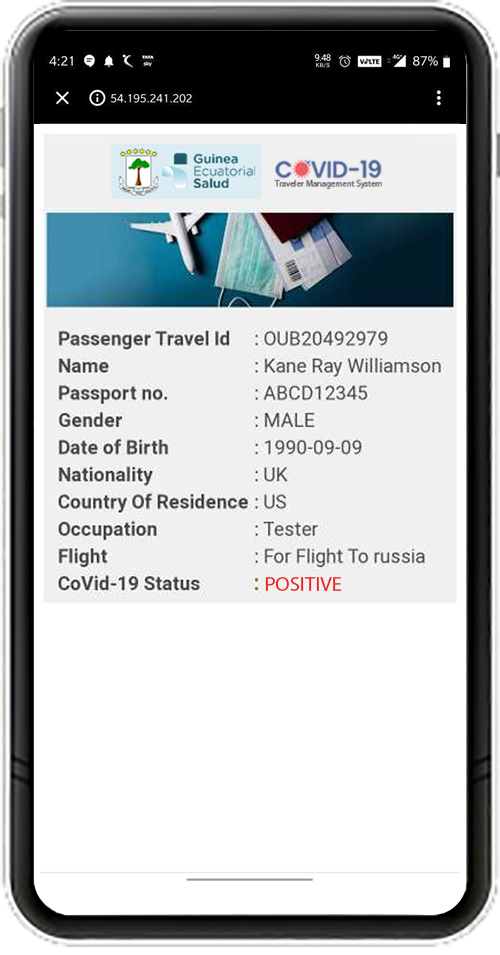 4:21 TATA sky 9.48 KB/S VoLTE 4G+ 87%
54.195.241.202
Guinea
Ecuatorial
Salud
COVID-19
Traveler Management System
Passenger Travel Id : OUB20492979
Name : Kane Ray Williamson
Passport no. : ABCD12345
Gender : MALE
Date of Birth : 1990-09-09
Nationality : UK
Country Of Residence : US
Occupation : Tester
Flight : For Flight To russia
CoVid-19 Status : POSITIVE